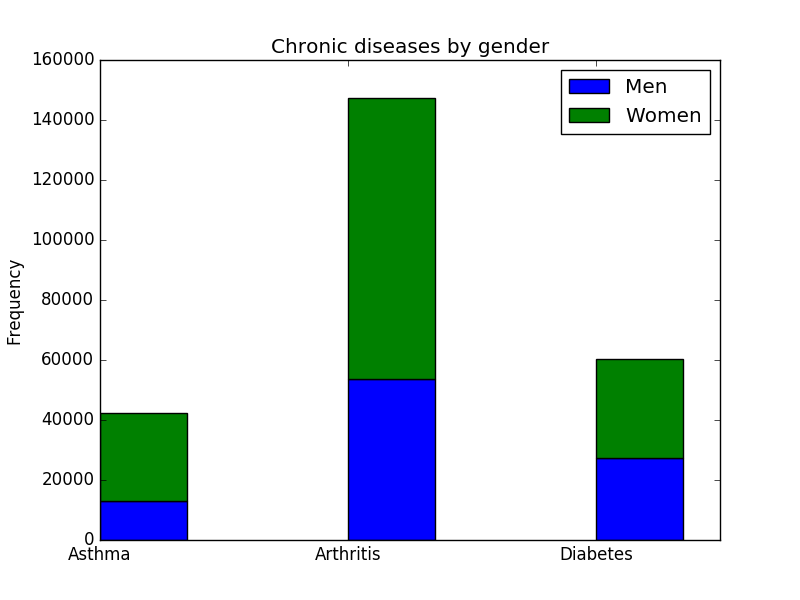 Chronic diseases by gender
Men
Women
160000
140000
120000
100000
80000
60000
40000
20000
0
Frequency
Asthma
Arthritis
Diabetes